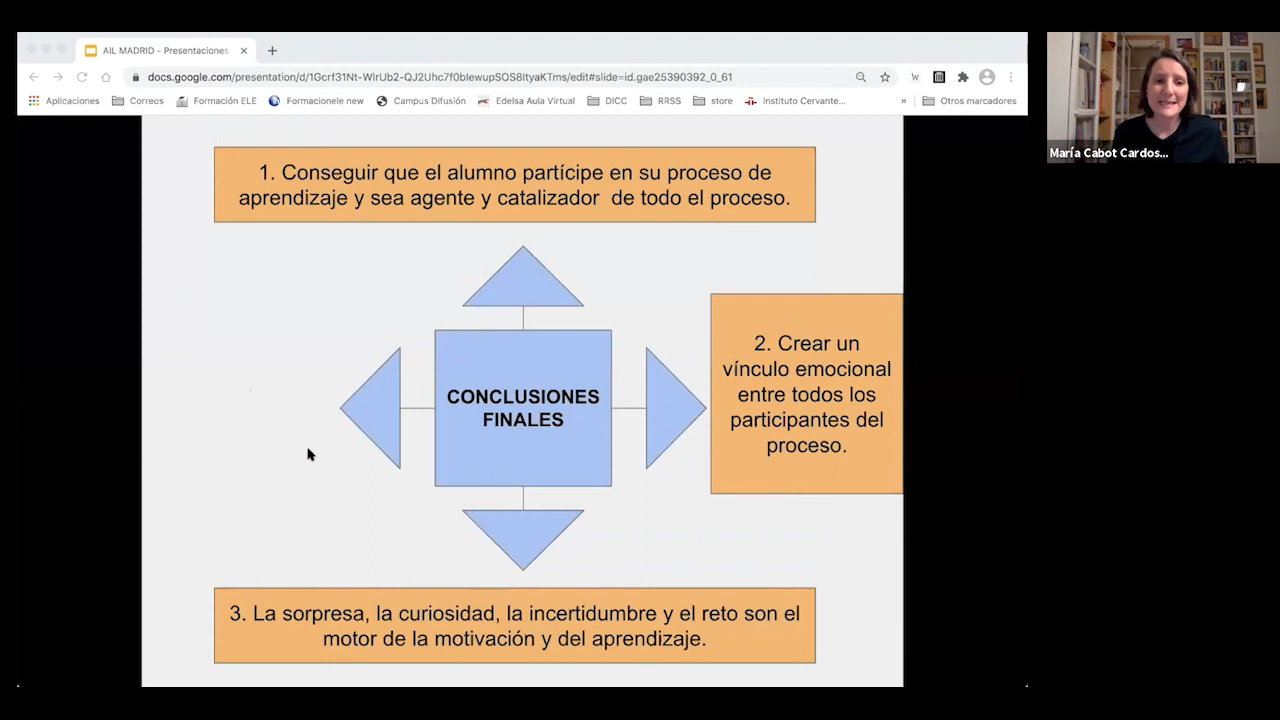 AIL MADRID - Presentaciones
docs.google.com/presentation/d/1Gcrf31Nt-WIrUb2-QJ2Uhc7f0blewupSQS8ltyaKTms/edit#slide=id.gae25390392_0_61
W
Aplicaciones Correos Formación ELE Formacionele new Campus Difusión Edelsa Aula Virtual DICC RRSS store Instituto Cervante... » Otros marcadores
María Cabot Cardos...
1. Conseguir que el alumno partícipe en su proceso de
aprendizaje y sea agente y catalizador de todo el proceso.
CONCLUSIONES
FINALES
2. Crear un
vínculo emocional
entre todos los
participantes del
proceso.
3. La sorpresa, la curiosidad, la incertidumbre y el reto son el
motor de la motivación y del aprendizaje.